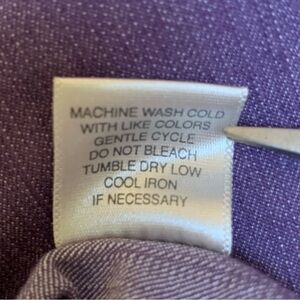 MACHINE WASH COLD
WITH LIKE COLORS
GENTLE CYCLE
DO NOT BLEACH
TUMBLE DRY LOW
COOL IRON
IF NECESSARY